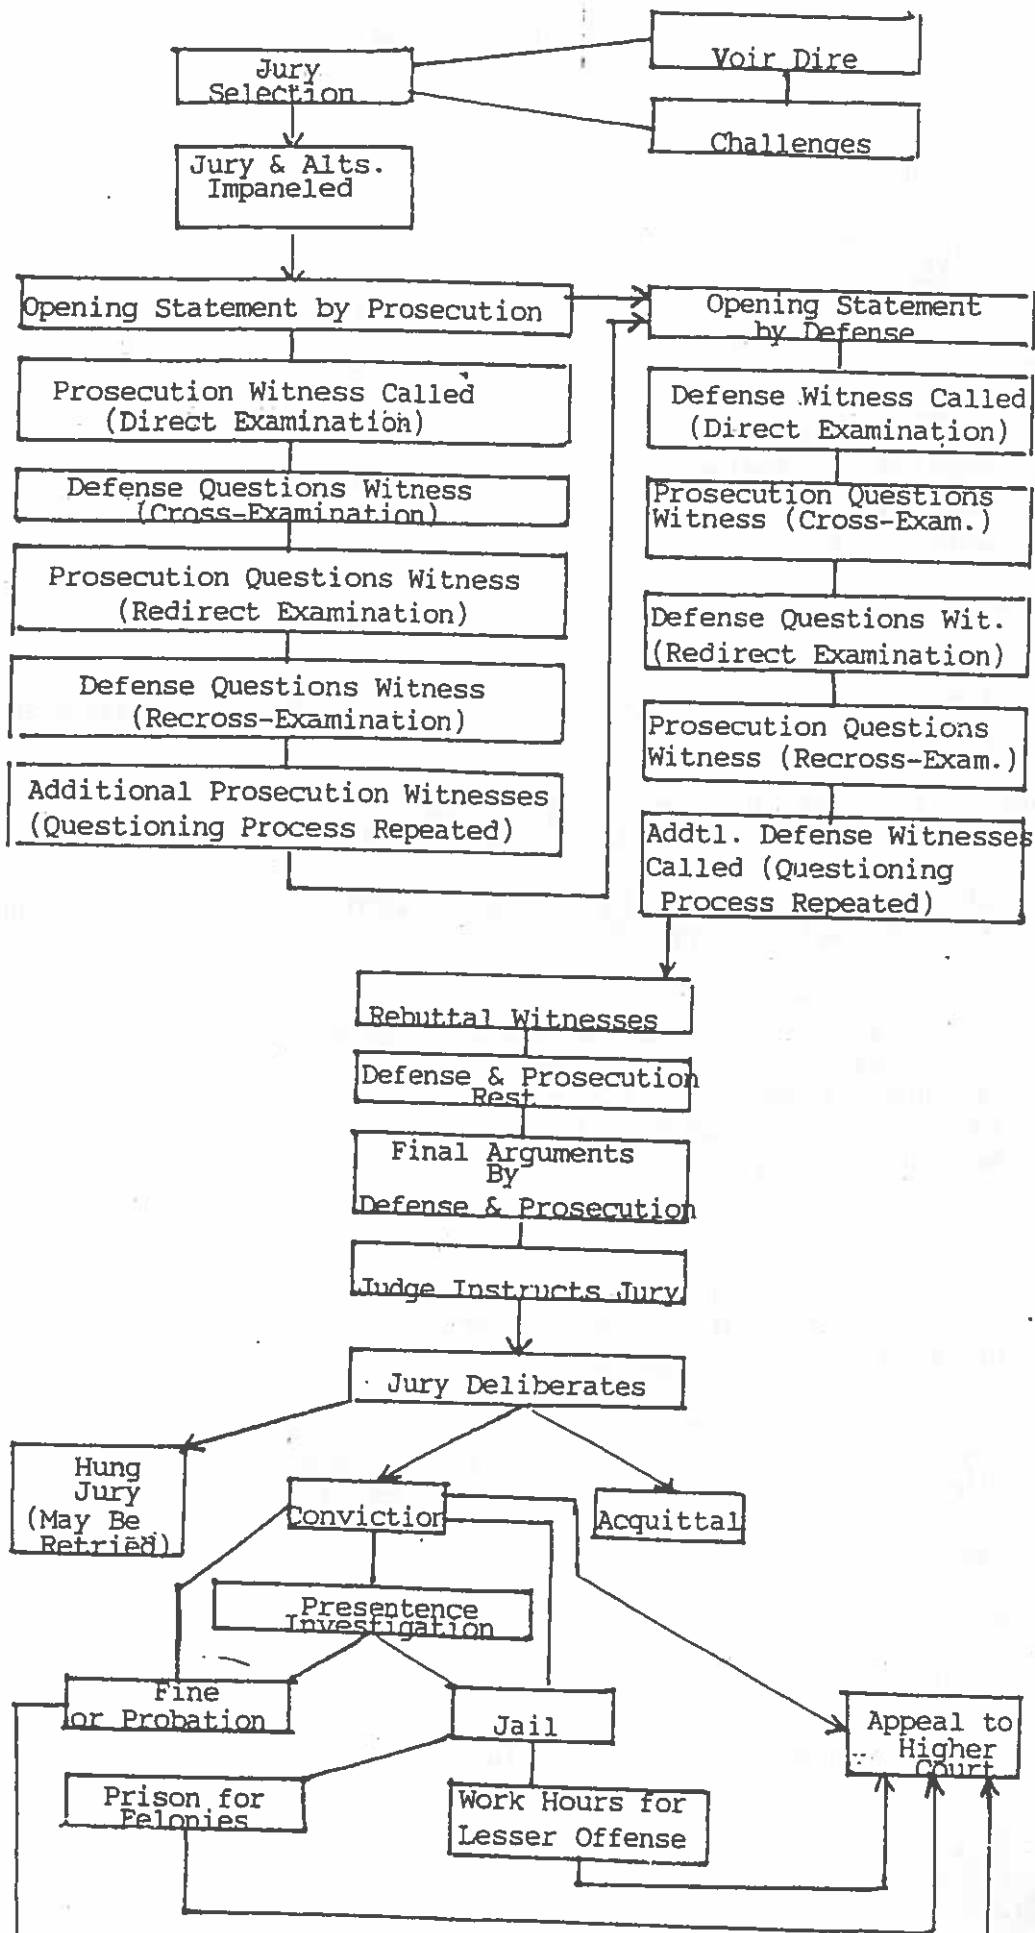 Jury
Selection
Voir Dire
Challenges
Jury & Alts.
Impaneled
Opening Statement by Prosecution
Prosecution Witness Called
(Direct Examination)
Defense Questions Witness
(Cross-Examination)
Prosecution Questions Witness
(Redirect Examination)
Defense Questions Witness
(Recross-Examination)
Additional Prosecution Witnesses
(Questioning Process Repeated)
Opening Statement
by Defense
Defense Witness Called
(Direct Examination)
Prosecution Questions
Witness (Cross-Exam.)
Defense Questions Wit.
(Redirect Examination)
Prosecution Questions
Witness (Recross-Exam.)
Addtl. Defense Witnesses
Called (Questioning
Process Repeated)
Rebuttal Witnesses
Defense & Prosecution
Rest
Final Arguments
By
Defense & Prosecution
Judge Instructs Jury
Jury Deliberates
Hung
Jury
(May Be
Retried)
Conviction
Acquittal
Presentence
Investigation
Fine
or Probation
Jail
Appeal to
Higher
Court
Prison for
Felonies
Work Hours for
Lesser Offense